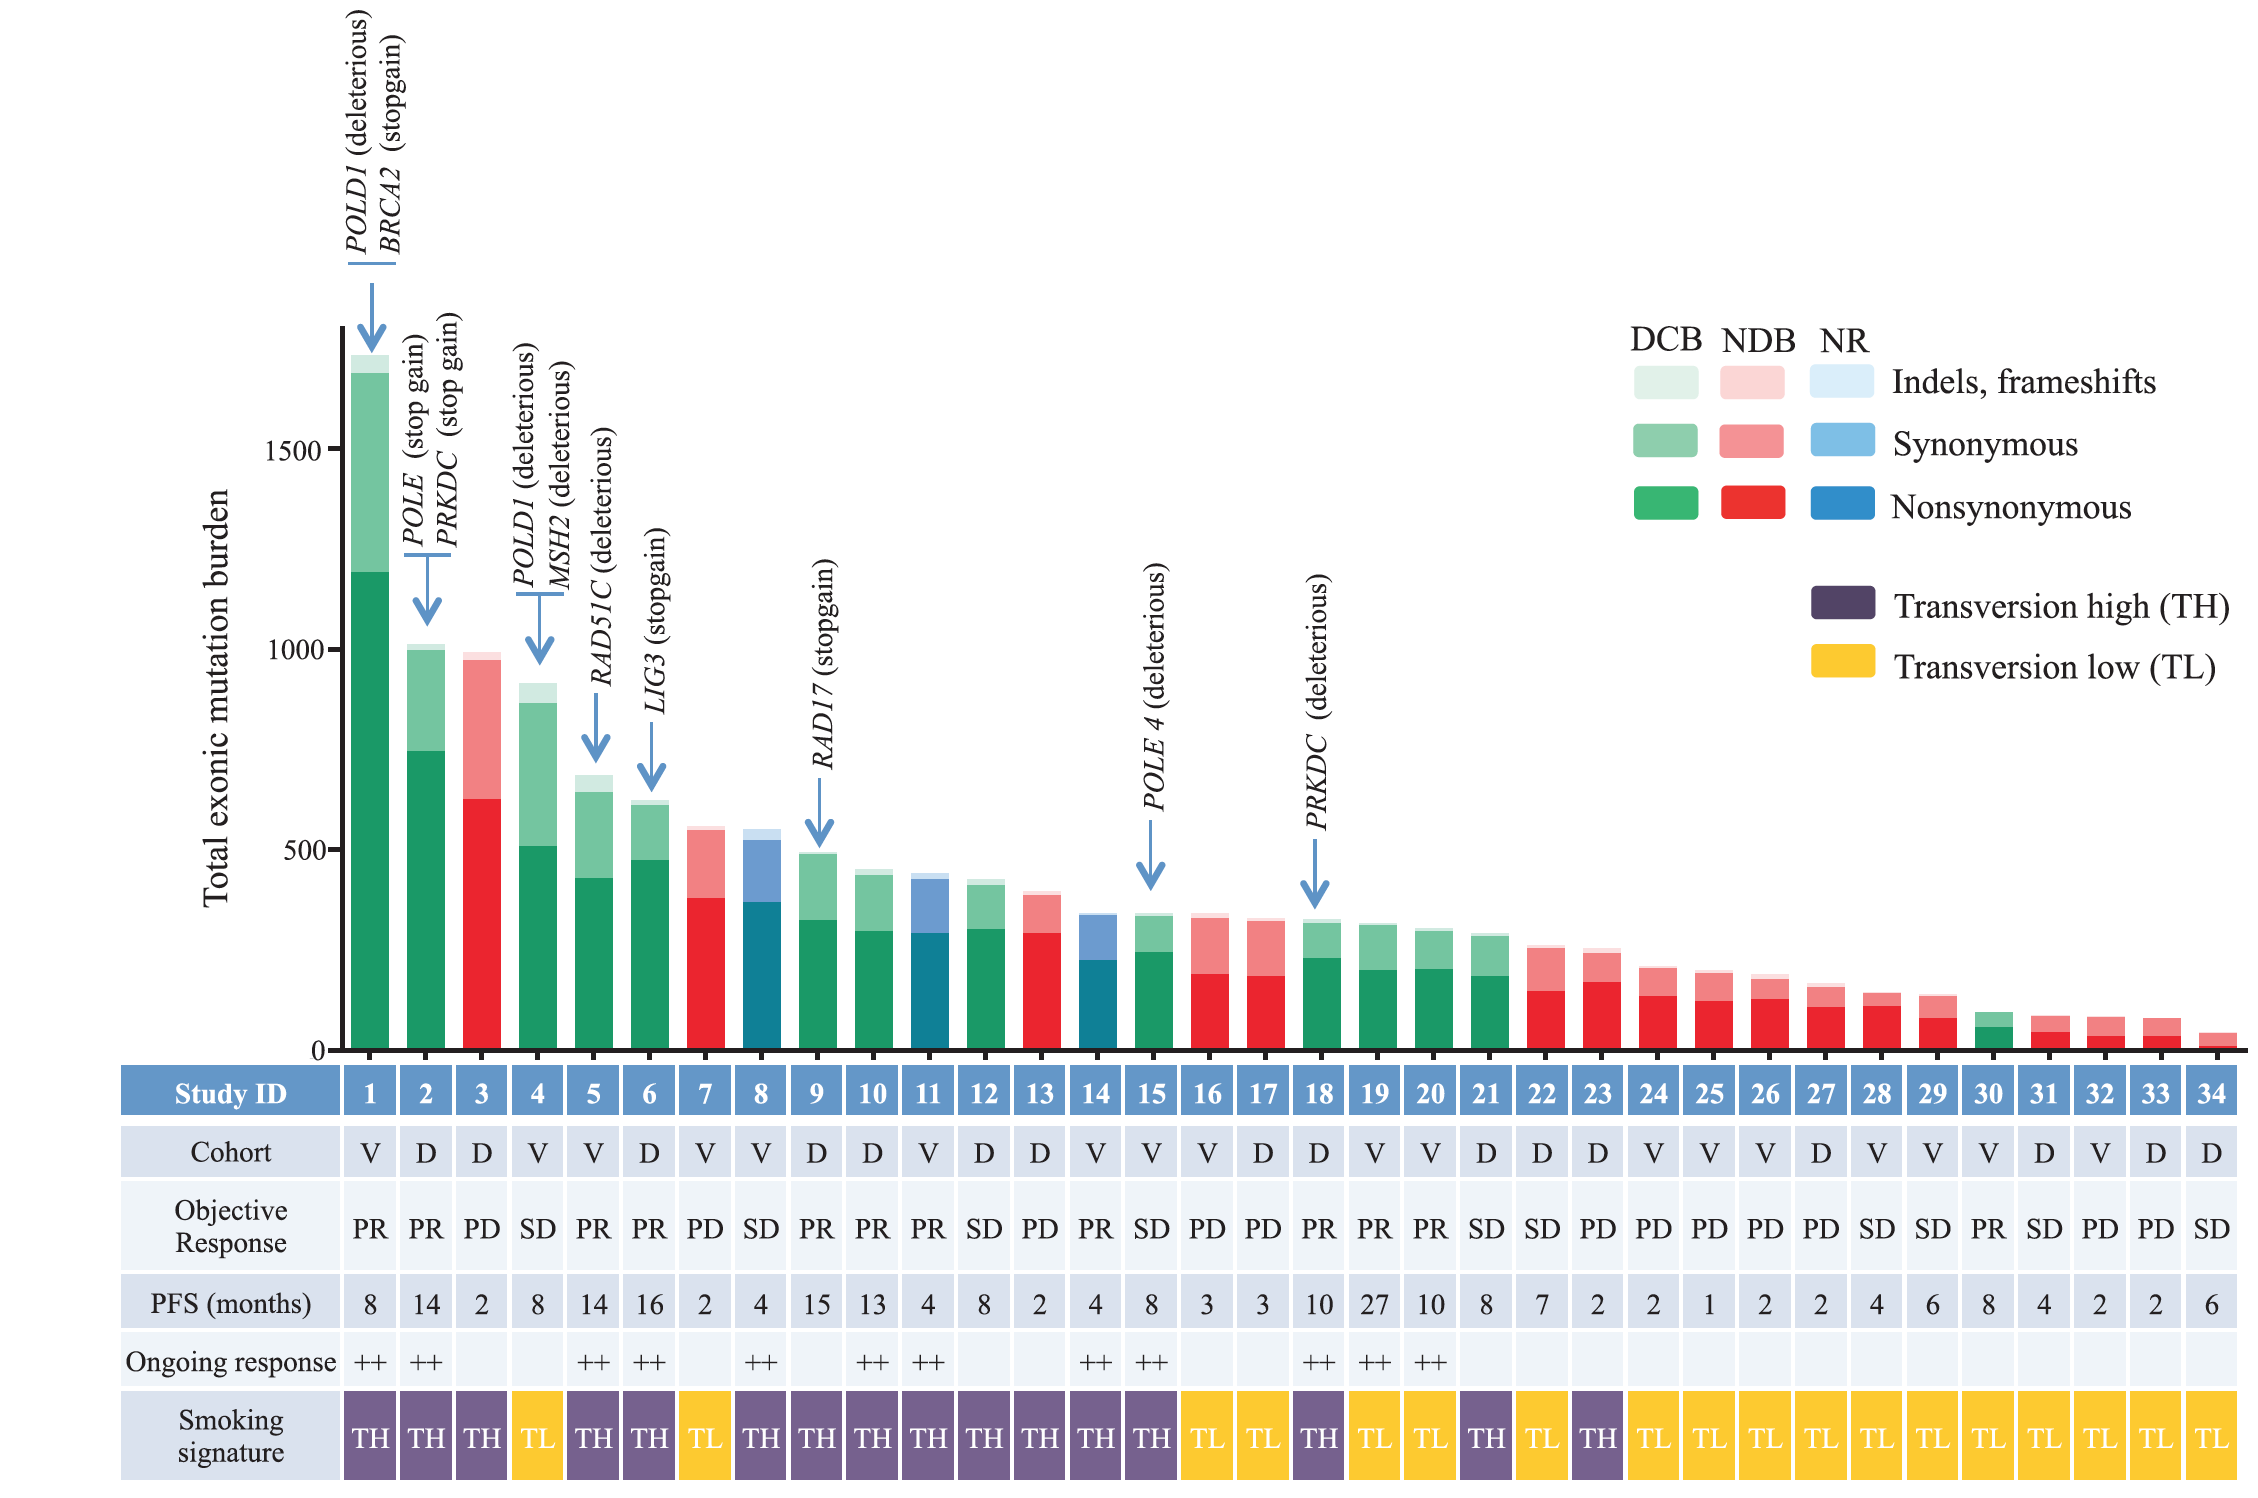 POLD1 (deleterious)
BRCA2 (stopgain)
POLE (stop gain)
PRKDC (stop gain)
POLD1 (deleterious)
MSH2 (deleterious)
RAD51C (deleterious)
LIG3 (stopgain)
RAD17 (stopgain)
POLE 4 (deleterious)
PRKDC (deleterious)
DCB NDB NR
Indels, frameshifts
Synonymous
Nonsynonymous
Transversion high (TH)
Transversion low (TL)
Total exonic mutation burden
1500
1000
500
0
Study ID 1 2 3 4 5 6 7 8 9 10 11 12 13 14 15 16 17 18 19 20 21 22 23 24 25 26 27 28 29 30 31 32 33 34
Cohort V D D V V D V V D D V D D V V V D D V V D D D V V V D V V V D V D D
Objective
Response PR PR PD SD PR PR PD SD PR PR PR SD PD PR SD PD PD PR PR PR SD SD PD PD PD PD PD SD SD PR SD PD PD SD
PFS (months) 8 14 2 8 14 16 2 4 15 13 4 8 2 4 8 3 3 10 27 10 8 7 2 2 1 2 2 4 6 8 4 2 2 6
Ongoing response ++ ++ ++ ++ ++ ++ ++ ++ ++ ++ ++ ++
Smoking
signature TH TH TH TL TH TH TL TH TH TH TH TH TH TH TH TL TL TH TL TL TH TL TH TL TL TL TL TL TL TL TL TL TL TL